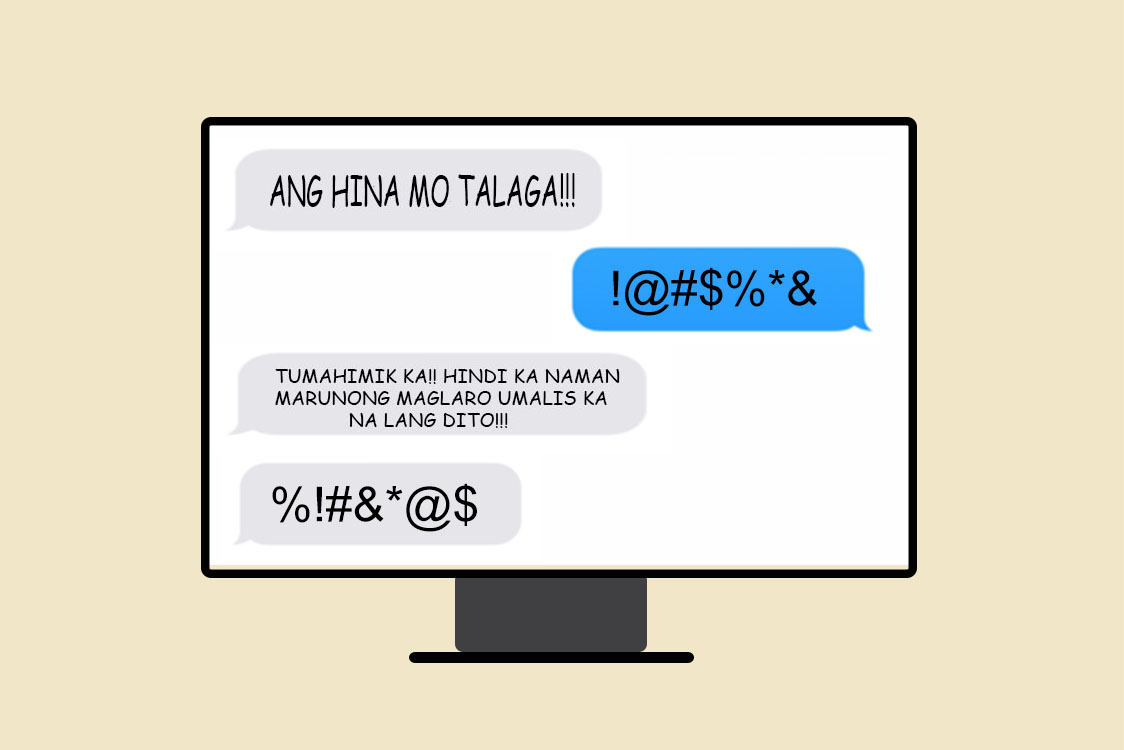 ANG HINA MO TALAGA!!!
!@#$%*&
TUMAHIMIK KA!! HINDI KA NAMAN
MARUNONG MAGLARO UMALIS KA
NA LANG DITO!!!
%!#&*@$